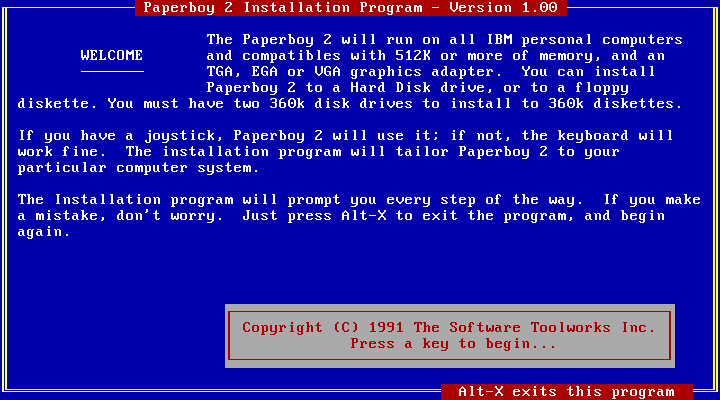 Paperboy 2 Installation Program - Version 1.00
The Paperboy 2 will run on all IBM personal computers
WELCOME and compatibles with 512K or more of memory, and an
TGA, EGA or VGA graphics adapter. You can install
Paperboy 2 to a Hard Disk drive, or to a floppy
diskette. You must have two 360k disk drives to install to 360k diskettes.
If you have a joystick, Paperboy 2 will use it; if not, the keyboard will
work fine. The installation program will tailor Paperboy 2 to your
particular computer system.
The Installation program will prompt you every step of the way. If you make
a mistake, don't worry. Just press Alt-X to exit the program, and begin
again.
Copyright (C) 1991 The Software Toolworks Inc.
Press a key to begin...
Alt-X exits this program